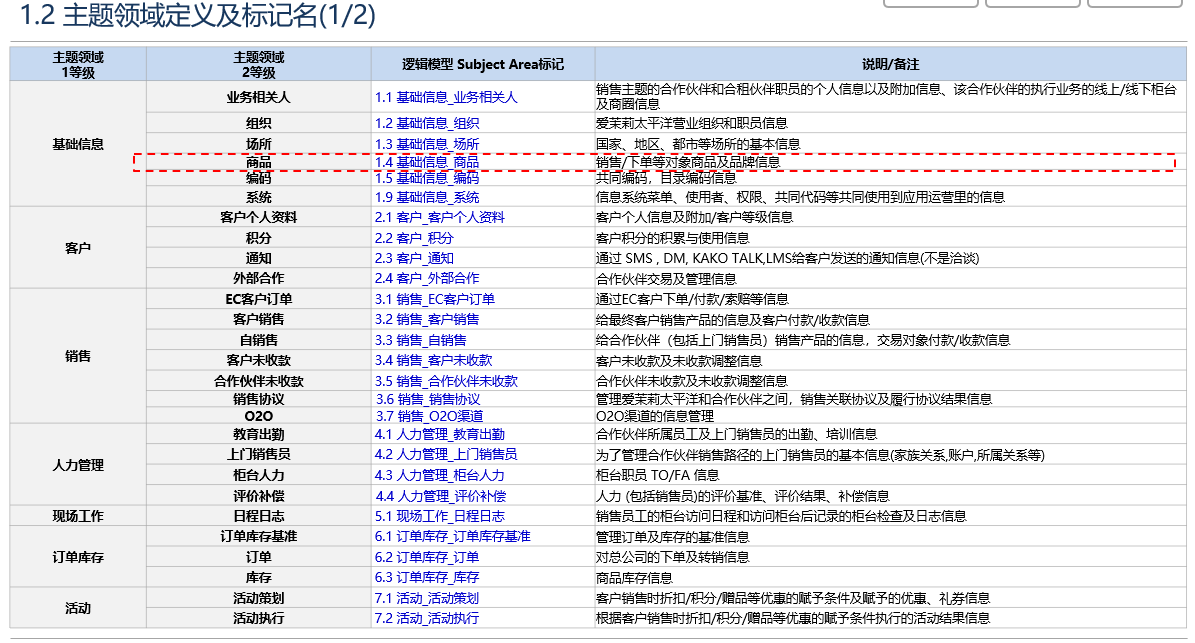 1.2 主题领域定义及标记名(1/2)
主题领域 1等级 主题领域 2等级 逻辑模型 Subject Area标记 说明/备注
基础信息
业务相关人 1.1 基础信息_业务相关人 销售主题的合作伙伴和合租伙伴职员的个人信息以及附加信息、该合作伙伴的执行业务的线上/线下柜台
及商圈信息
组织 1.2 基础信息_组织 爱茉莉太平洋营业组织和职员信息
场所 1.3 基础信息_场所 国家、地区、都市等场所的基本信息
商品 1.4 基础信息_商品 销售/下单等对象商品及品牌信息
编码 1.5 基础信息_编码 共同编码，目录编码信息
系统 1.9 基础信息_系统 信息系统菜单、使用者、权限、共同代码等共同使用到应用运营里的信息
客户
客户个人资料 2.1 客户_客户个人资料 客户个人信息及附加/客户等级信息
积分 2.2 客户_积分 客户积分的积累与使用信息
通知 2.3 客户_通知 通过 SMS , DM, KAKO TALK,LMS给客户发送的通知信息(不是洽谈)
外部合作 2.4 客户_外部合作 合作伙伴交易及管理信息
销售
EC客户订单 3.1 销售_EC客户订单 通过EC客户下单/付款/索赔等信息
客户销售 3.2 销售_客户销售 给最终客户销售产品的信息及客户付款/收款信息
自销售 3.3 销售_自销售 给合作伙伴（包括上门销售员）销售产品的信息，交易对象付款/收款信息
客户未收款 3.4 销售_客户未收款 客户未收款及未收款调整信息
合作伙伴未收款 3.5 销售_合作伙伴未收款 合作伙伴未收款及未收款调整信息
销售协议 3.6 销售_销售协议 管理爱茉莉太平洋和合作伙伴之间，销售关联协议及履行协议结果信息
O2O 3.7 销售_O2O渠道 O2O渠道的信息管理
人力管理
教育出勤 4.1 人力管理_教育出勤 合作伙伴所属员工及上门销售员的出勤、培训信息
上门销售员 4.2 人力管理_上门销售员 为了管理合作伙伴销售路径的上门销售员的基本信息(家族关系,账户,所属关系等)
柜台人力 4.3 人力管理_柜台人力 柜台职员 TO/FA 信息
评价补偿 4.4 人力管理_评价补偿 人力 (包括销售员)的评价基准、评价结果、补偿信息
现场工作 日程日志 5.1 现场工作_日程日志 销售员工的柜台访问日程和访问柜台后记录的柜台检查及日志信息
订单库存
订单库存基准 6.1 订单库存_订单库存基准 管理订单及库存的基准信息
订单 6.2 订单库存_订单 对总公司的下单及转销信息
库存 6.3 订单库存_库存 商品库存信息
活动
活动策划 7.1 活动_活动策划 客户销售时折扣/积分/赠品等优惠的赋予条件及赋予的优惠、礼券信息
活动执行 7.2 活动_活动执行 根据客户销售时折扣/积分/赠品等优惠的赋予条件执行的活动结果信息